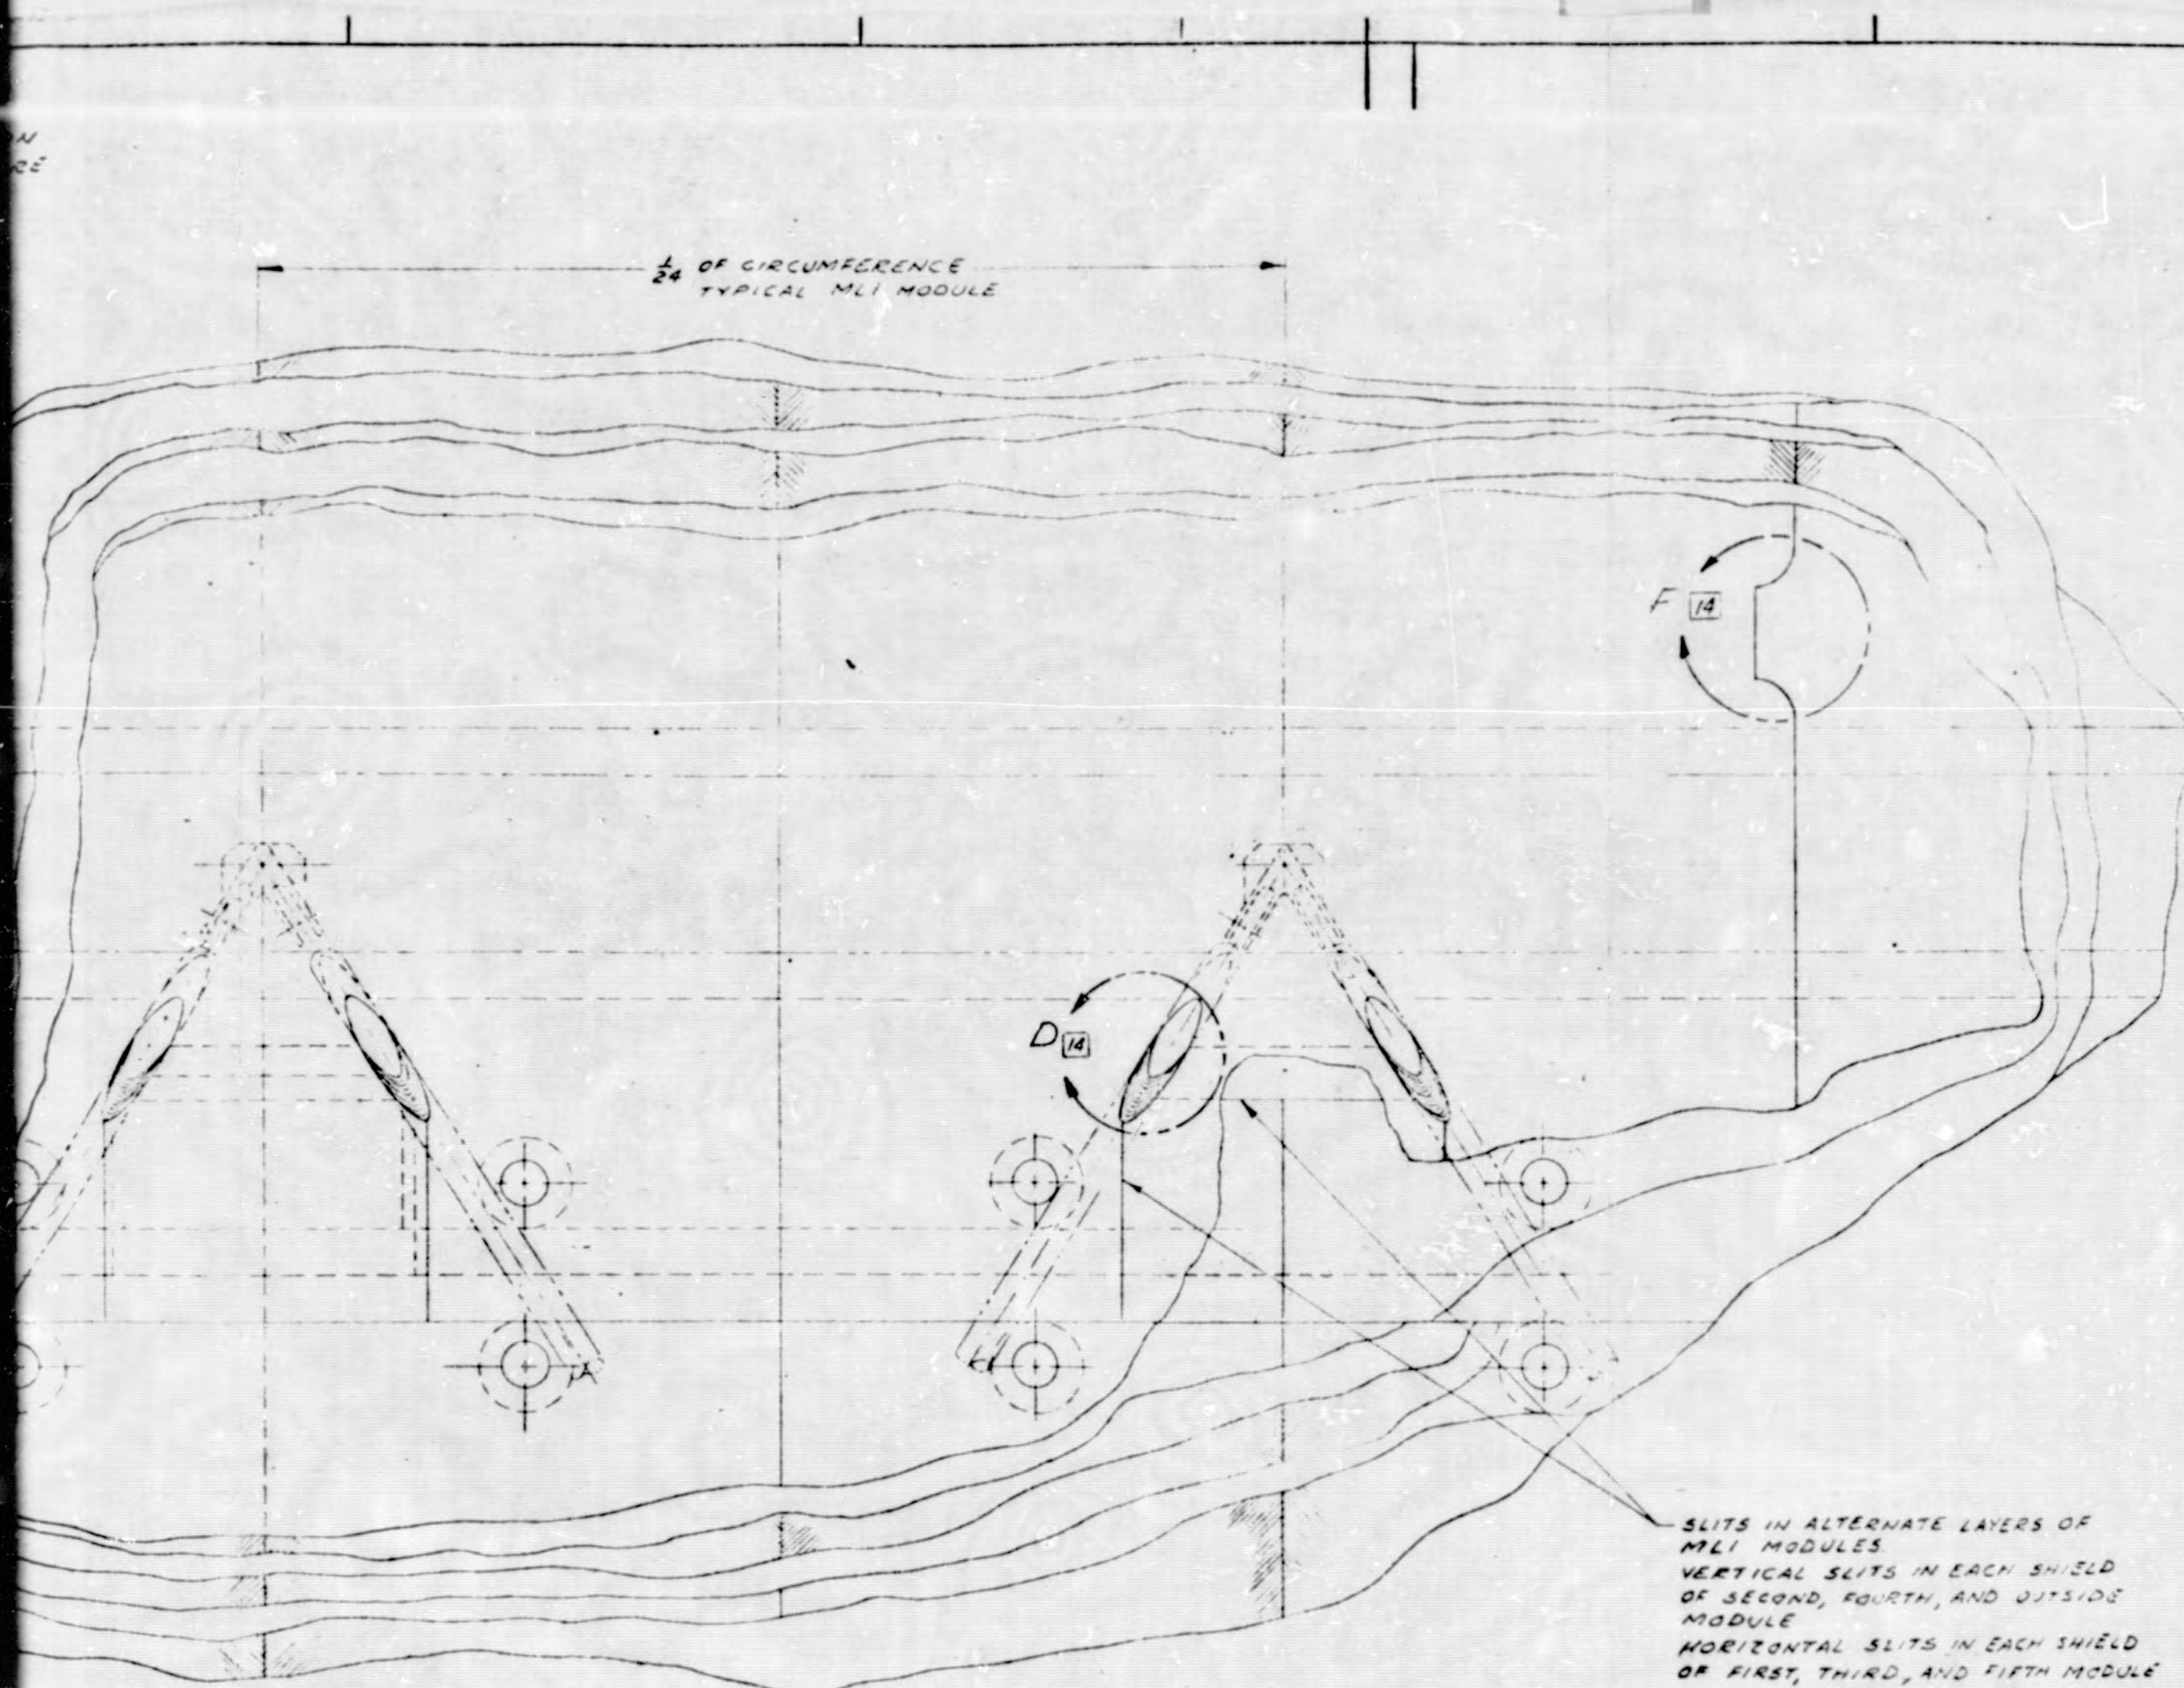 N
RE
1/24 OF CIRCUMFERENCE
TYPICAL MLI MODULE
F 14
D 14
SLITS IN ALTERNATE LAYERS OF
MLI MODULES.
VERTICAL SLITS IN EACH SHIELD
OF SECOND, FOURTH, AND OUTSIDE
MODULE
HORIZONTAL SLITS IN EACH SHIELD
OF FIRST, THIRD, AND FIFTH MODULE